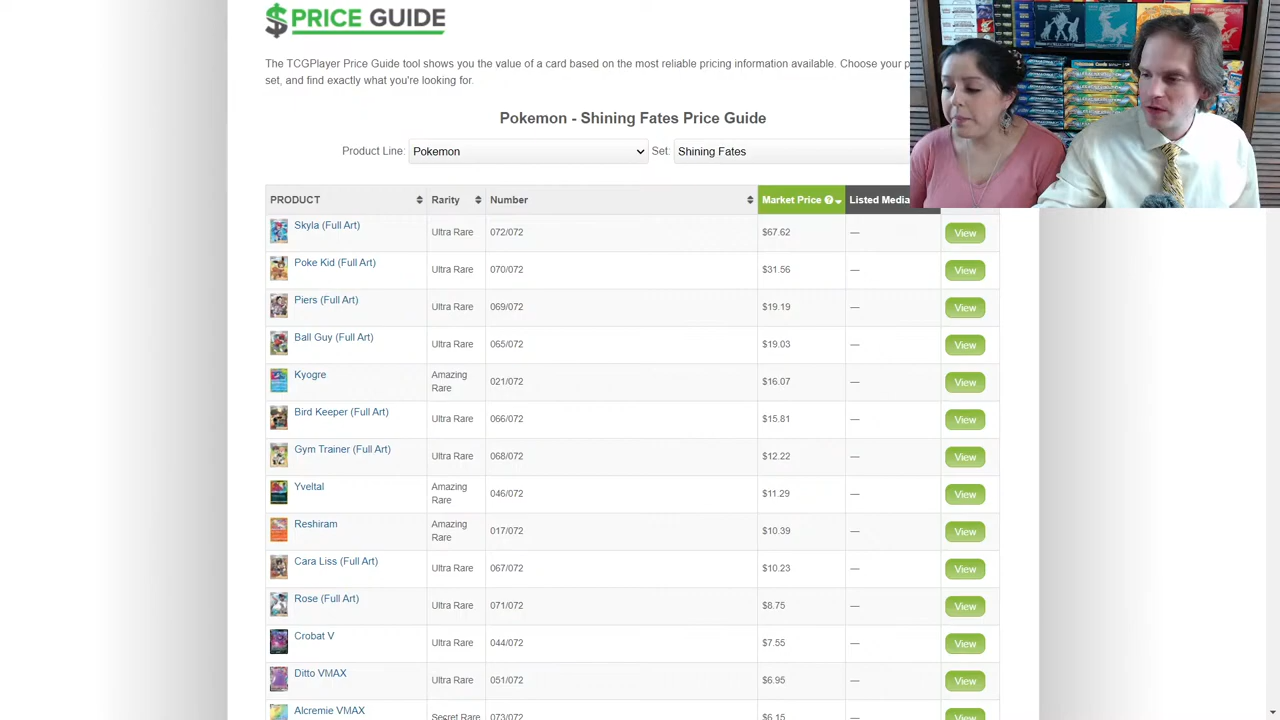 $PRICE GUIDE
The TCG
Price Guide tool shows you the value of a card based on the most reliable pricing information available. Choose your p
set, and find
what you're look
Pokemon - Shining Fates Price Guide
Product Line: Pokemon Set: Shining Fates
PRODUCT Rarity Number Market Price Listed Media
Skyla (Full Art) Ultra Rare 072/072 $67.62 — View
Poke Kid (Full Art) Ultra Rare 070/072 $31.56 — View
Piers (Full Art) Ultra Rare 069/072 $19.19 — View
Ball Guy (Full Art) Ultra Rare 065/072 $19.03 — View
Kyogre Amazing Rare 021/072 $16.07 — View
Bird Keeper (Full Art) Ultra Rare 066/072 $15.81 — View
Gym Trainer (Full Art) Ultra Rare 068/072 $12.22 — View
Yveltal Amazing Rare 046/072 $11.29 — View
Reshiram Amazing Rare 017/072 $10.39 — View
Cara Liss (Full Art) Ultra Rare 067/072 $10.23 — View
Rose (Full Art) Ultra Rare 071/072 $8.75 — View
Crobat V Ultra Rare 044/072 $7.55 — View
Ditto VMAX Ultra Rare 051/072 $6.95 — View
Alcremie VMAX Secret Rare View